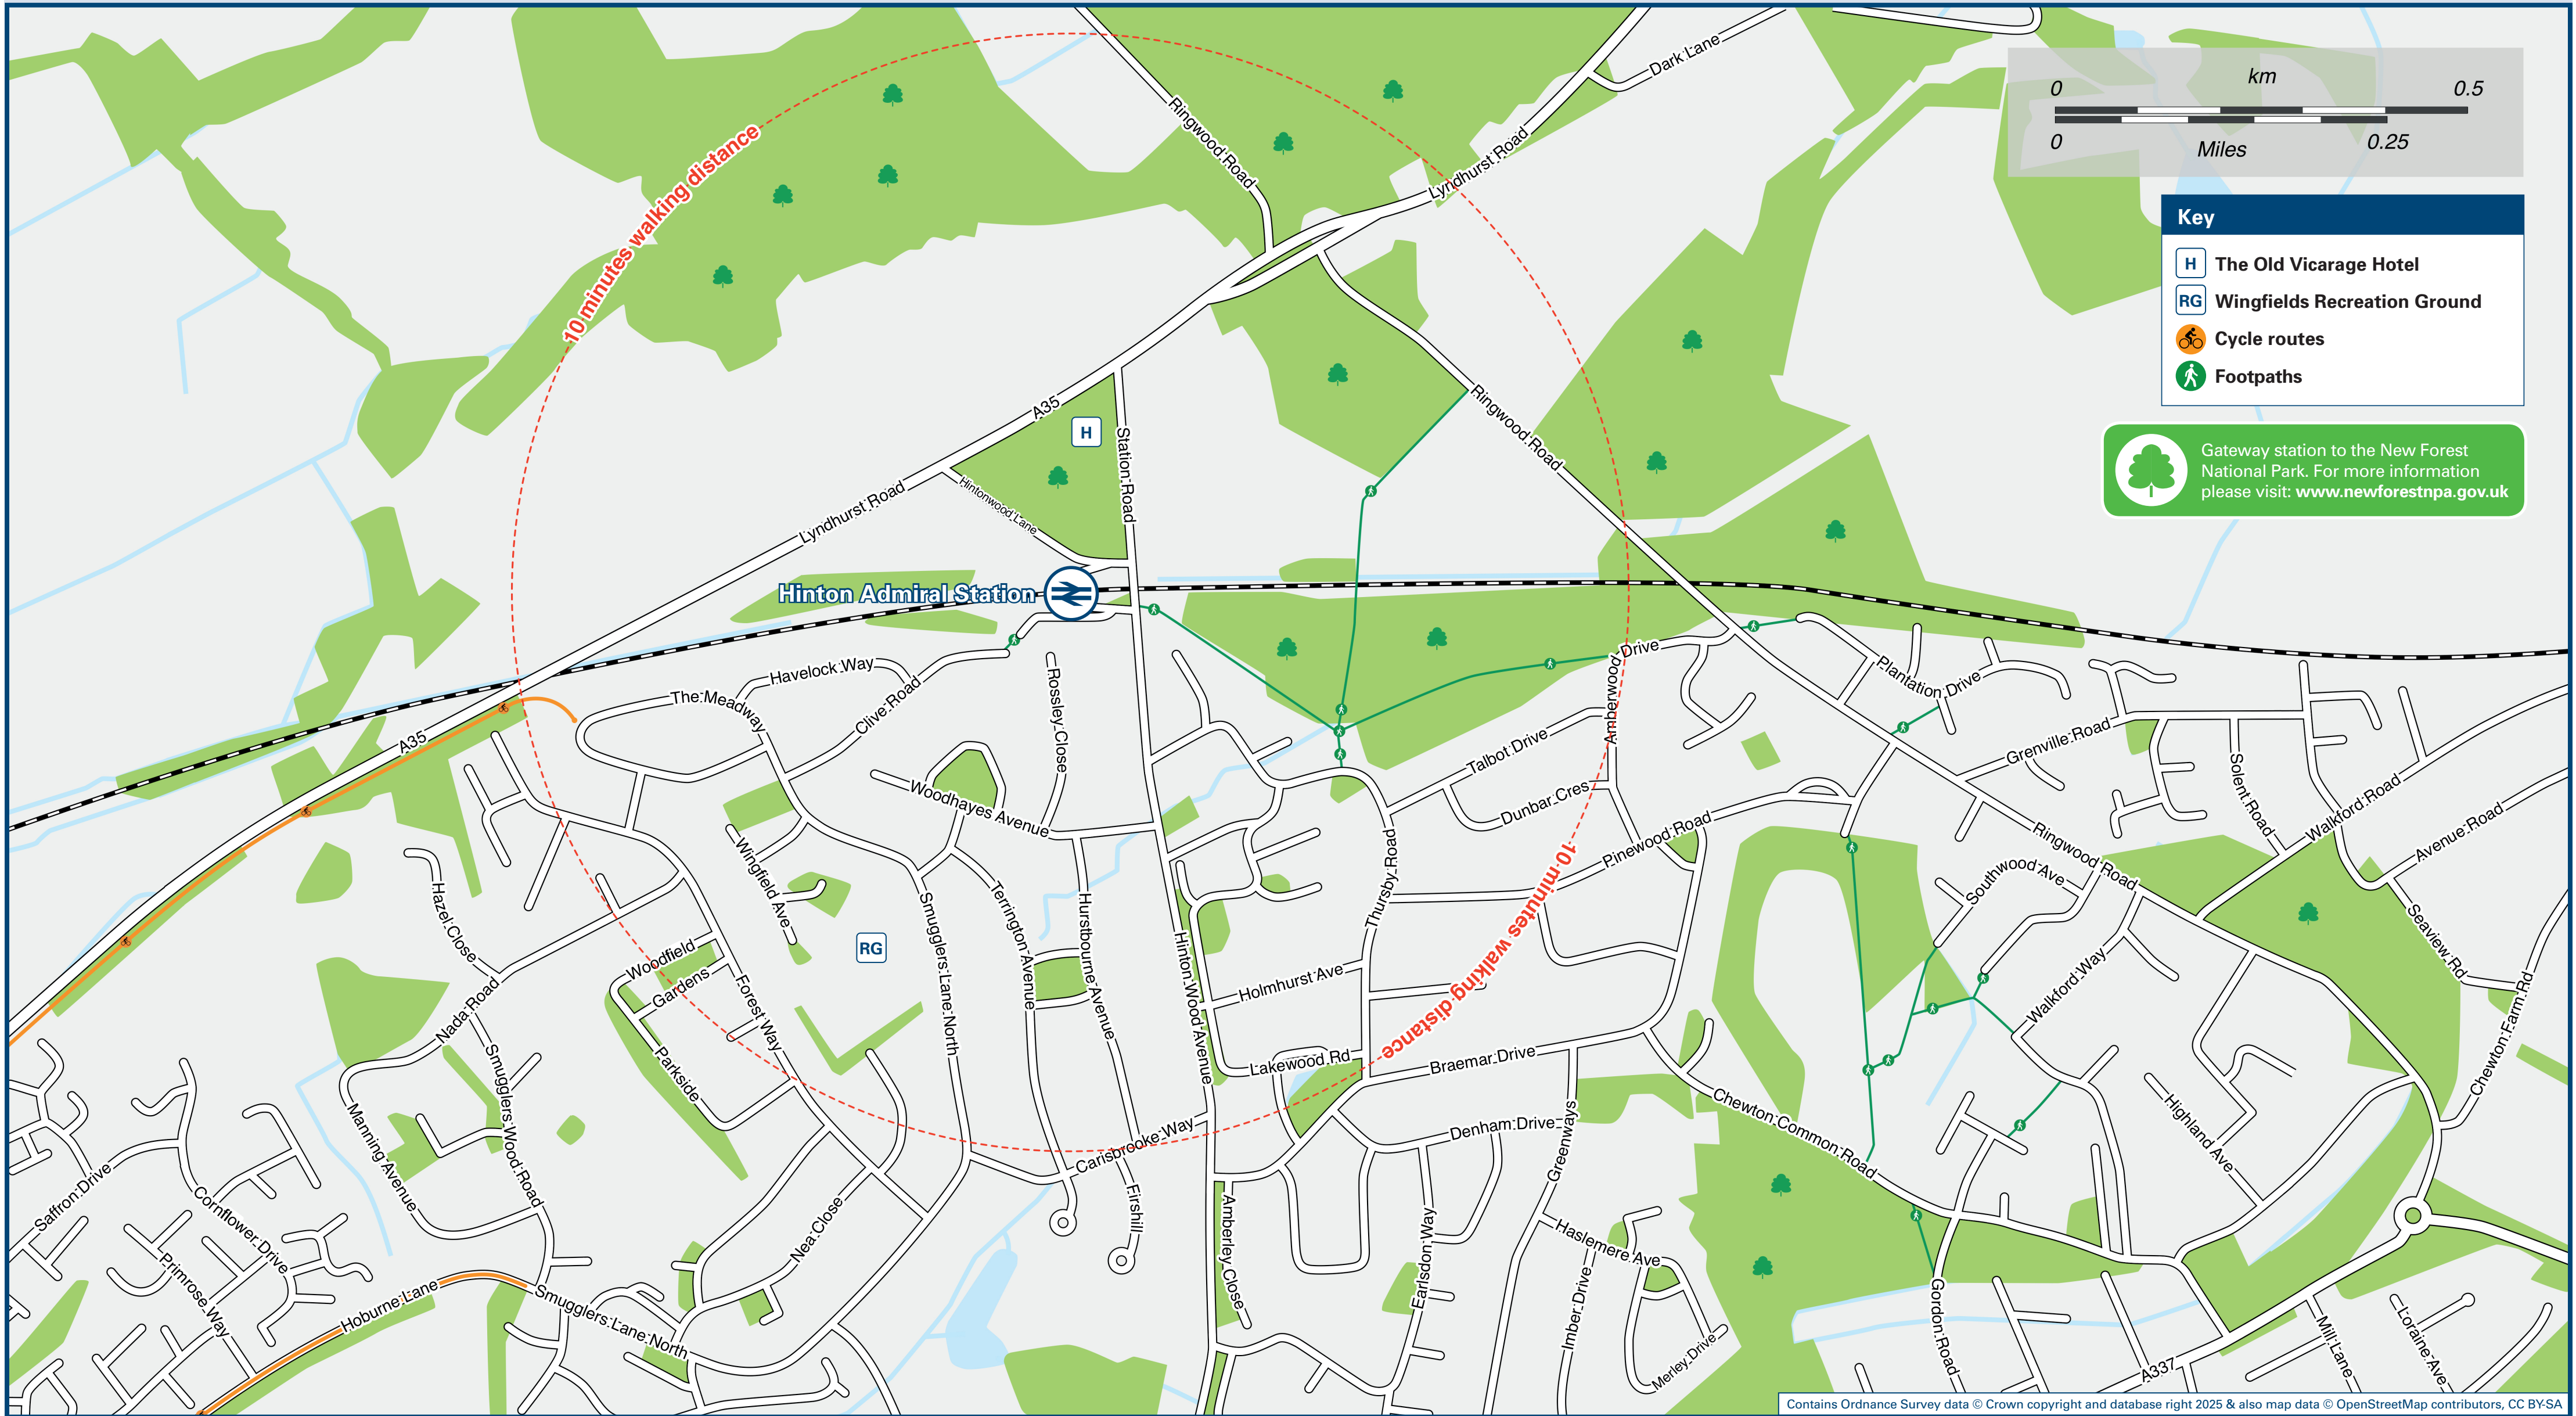 Dark Lane
km
0
0.5
0
0.25
Miles
Ringwood Road
Lyndhurst Road
10 minutes walking distance
Key
H
The Old Vicarage Hotel
RG
Wingfields Recreation Ground
Cycle routes
Footpaths
Gateway station to the New Forest
National Park. For more information
please visit: www.newforestnpa.gov.uk
A35
H
Station Road
Ringwood Road
Lyndhurst Road
Hintonwood Lane
Hinton Admiral Station
Havelock Way
The Meadway
Clive Road
Rossley Close
Amberwood Drive
Plantation Drive
A35
Talbot Drive
Grenville Road
Solent Road
Walkford Road
Avenue Road
Woodhayes Avenue
Dunbar Cres
Thursby Road
Pinewood Road
Ringwood Road
Wingfield Ave
Hazel Close
Terrington Avenue
Hurstbourne Avenue
Smugglers Lane North
Southwood Ave
Seaview Rd
RG
Woodfield
Gardens
Forest Way
Hinton Wood Avenue
Holmhurst Ave
10 minutes walking distance
Walkford Way
Chewton Farm Rd
Nada Road
Parkside
Smugglers Wood Road
Lakewood Rd
Braemar Drive
Manning Avenue
Chewton Common Road
Highland Ave
Carisbrooke Way
Denham Drive
Greenways
Saffron Drive
Cornflower Drive
Primrose Way
Nea Close
Firshill
Amberley Close
Earlsdon Way
Haslemere Ave
Imber Drive
Merley Drive
Gordon Road
Hoburne Lane
Smugglers Lane North
A337
Mill Lane
Loraine Ave
Contains Ordnance Survey data © Crown copyright and database right 2025 & also map data © OpenStreetMap contributors, CC BY-SA